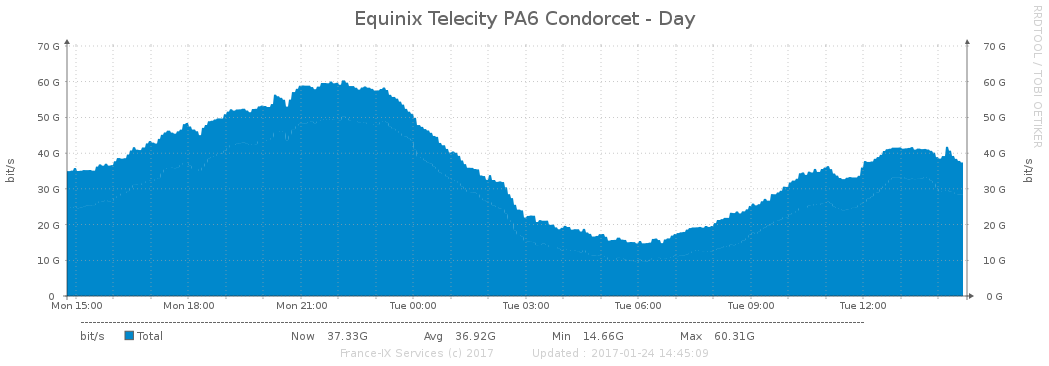 Equinix Telecity PA6 Condorcet - Day
RRDTOOL / TOBI OETIKER
70 G 70 G
60 G 60 G
50 G 50 G
40 G 40 G
30 G 30 G
20 G 20 G
10 G 10 G
0 0 G
bit/s bit/s
Mon 15:00 Mon 18:00 Mon 21:00 Tue 00:00 Tue 03:00 Tue 06:00 Tue 09:00 Tue 12:00
bit/s Total Now 37.33G Avg 36.92G Min 14.66G Max 60.31G
France-IX Services (c) 2017 Updated : 2017-01-24 14:45:09